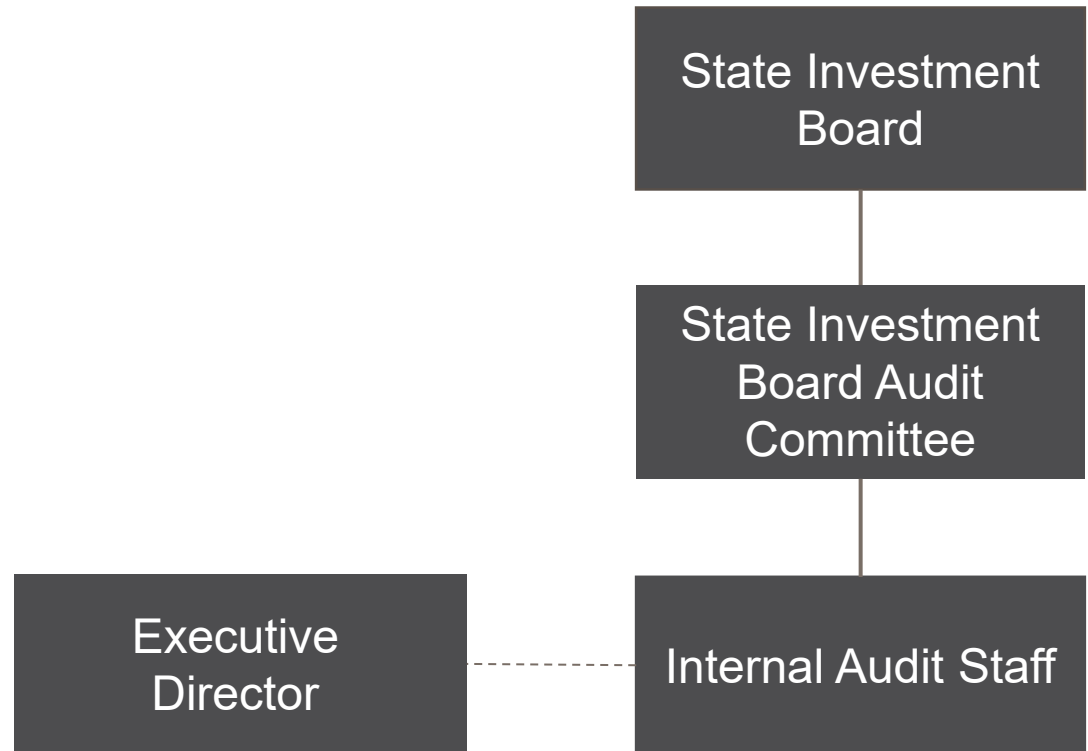 State Investment
Board
State Investment
Board Audit
Committee
Executive
Director
Internal Audit Staff